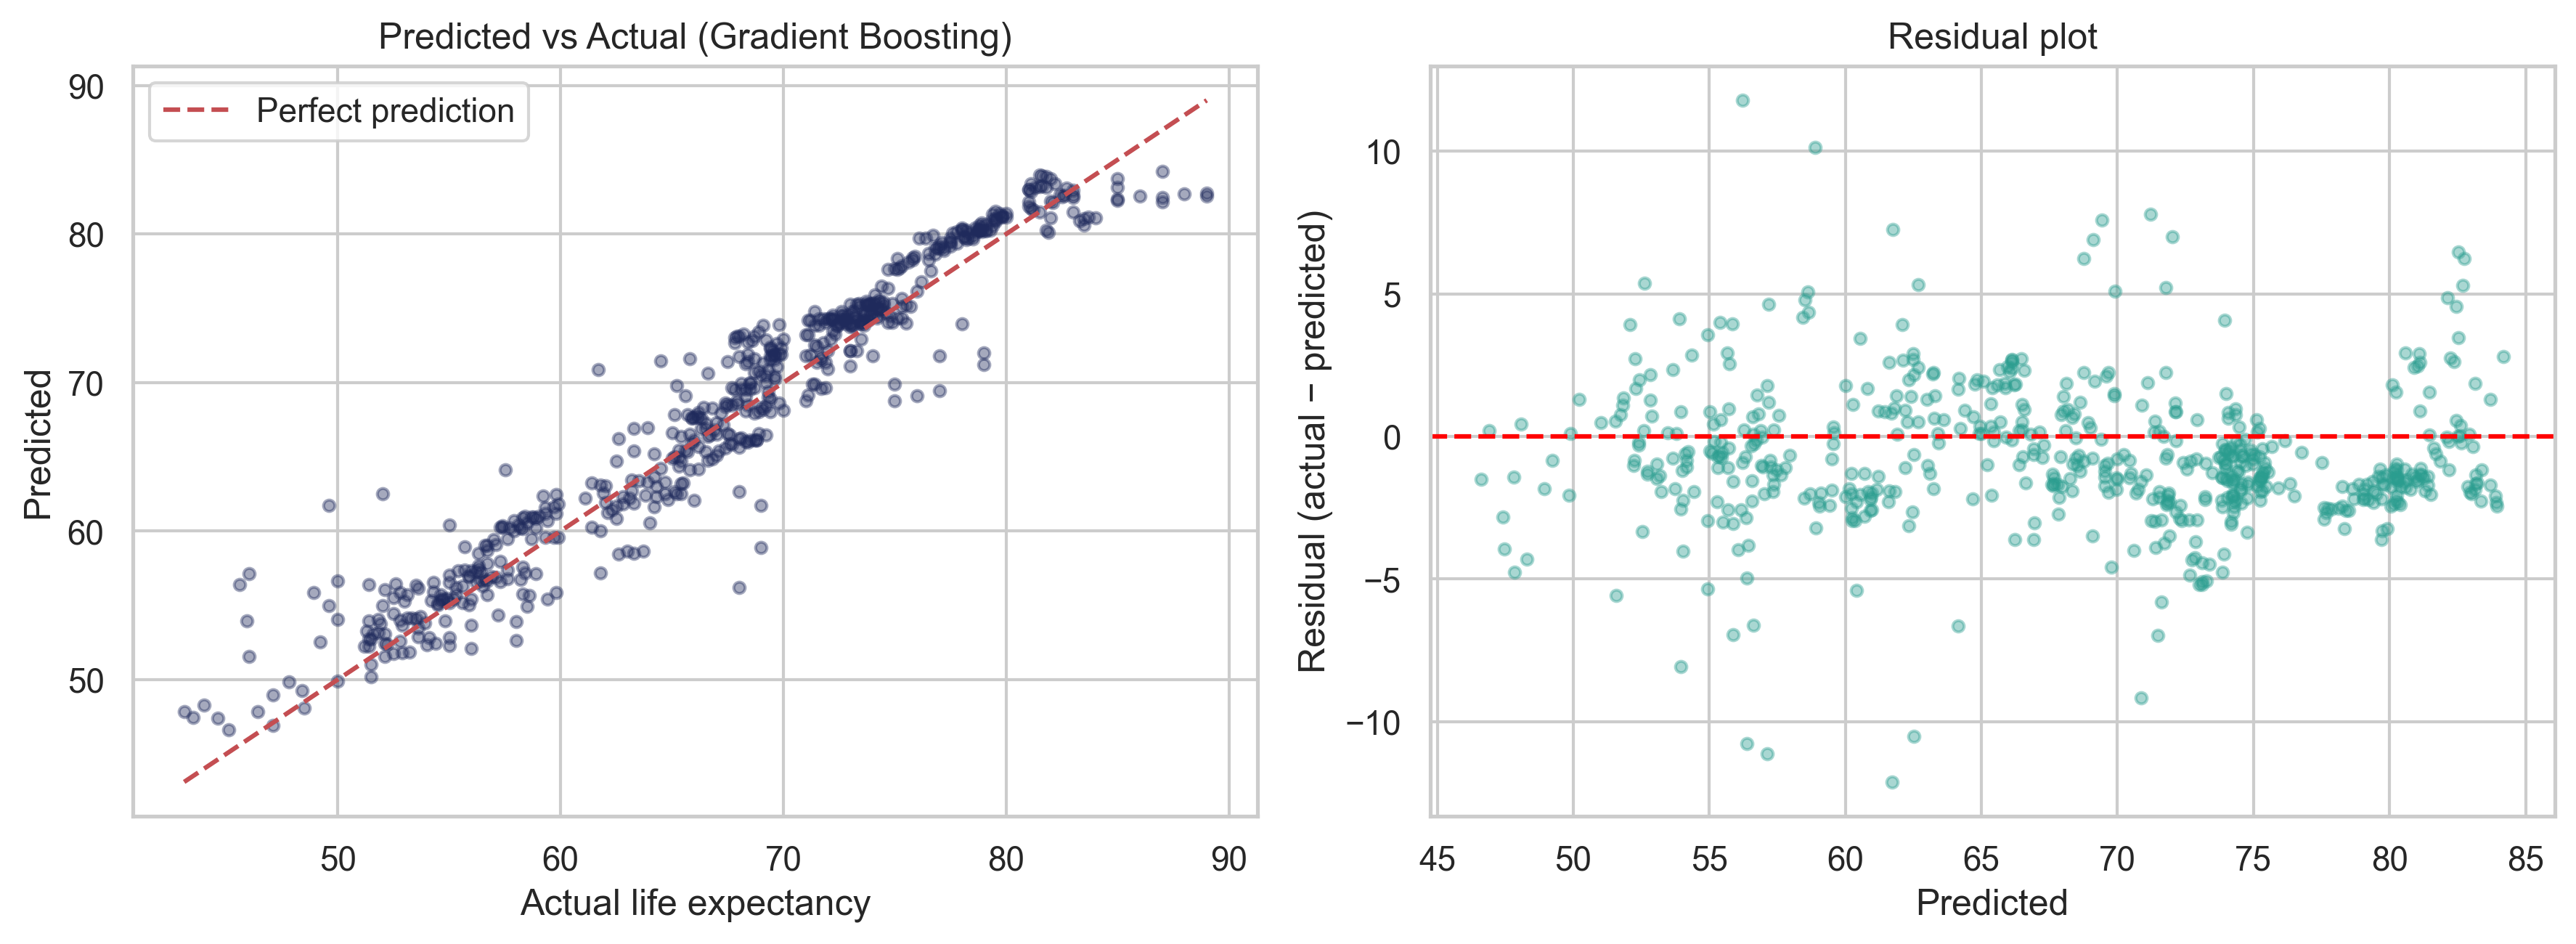 Predicted vs Actual (Gradient Boosting)
90
80
70
60
50
Predicted
Perfect prediction
50 60 70 80 90
Actual life expectancy
Residual plot
10
5
0
−5
−10
Residual (actual − predicted)
45 50 55 60 65 70 75 80 85
Predicted